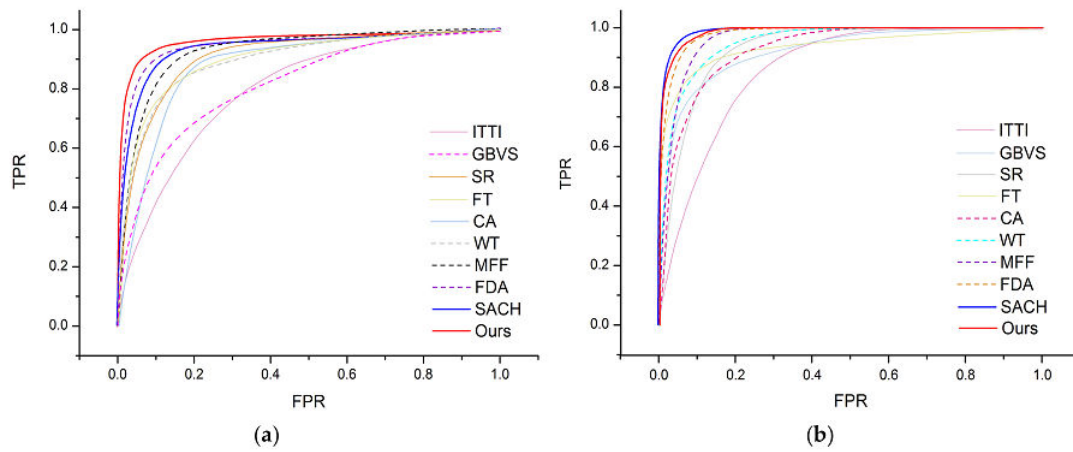 1.0
0.8
0.6
0.4
0.2
0.0
TPR
ITTI
GBVS
SR
FT
CA
WT
MFF
FDA
SACH
Ours
0.0 0.2 0.4 0.6 0.8 1.0
FPR
(a)
1.0
0.8
0.6
0.4
0.2
0.0
TPR
ITTI
GBVS
SR
FT
CA
WT
MFF
FDA
SACH
Ours
0.0 0.2 0.4 0.6 0.8 1.0
FPR
(b)